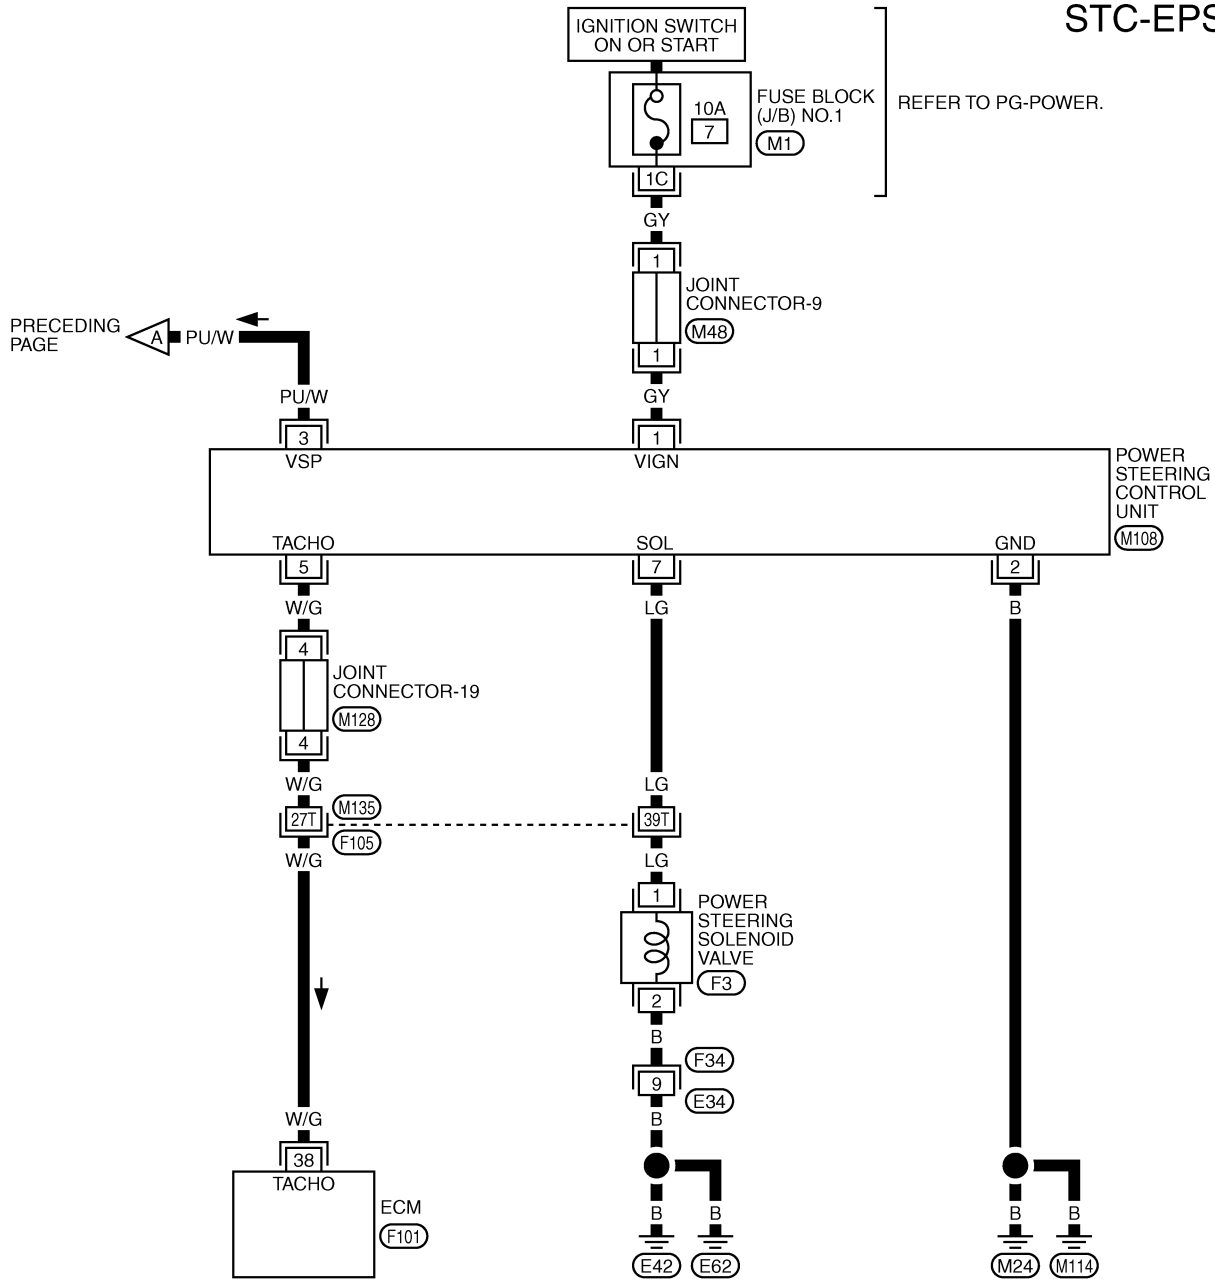 STC-EPS
IGNITION SWITCH
ON OR START
10A
7
FUSE BLOCK
(J/B) NO.1
M1
REFER TO PG-POWER.
1C
GY
1
JOINT
CONNECTOR-9
M48
1
GY
PRECEDING
PAGE
A
PU/W
PU/W
3
VSP
1
VIGN
POWER
STEERING
CONTROL
UNIT
M108
TACHO
SOL
GND
5
7
2
W/G
LG
B
4
JOINT
CONNECTOR-19
M128
4
W/G
LG
27T
M135
F105
39T
W/G
LG
1
POWER
STEERING
SOLENOID
VALVE
F3
2
B
F34
9
E34
B
W/G
38
TACHO
ECM
F101
B
B
B
B
E42
E62
M24
M114